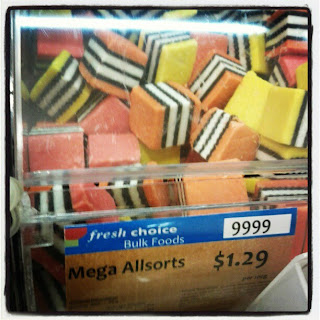 fresh choice
Bulk Foods
9999
Mega Allsorts $1.29